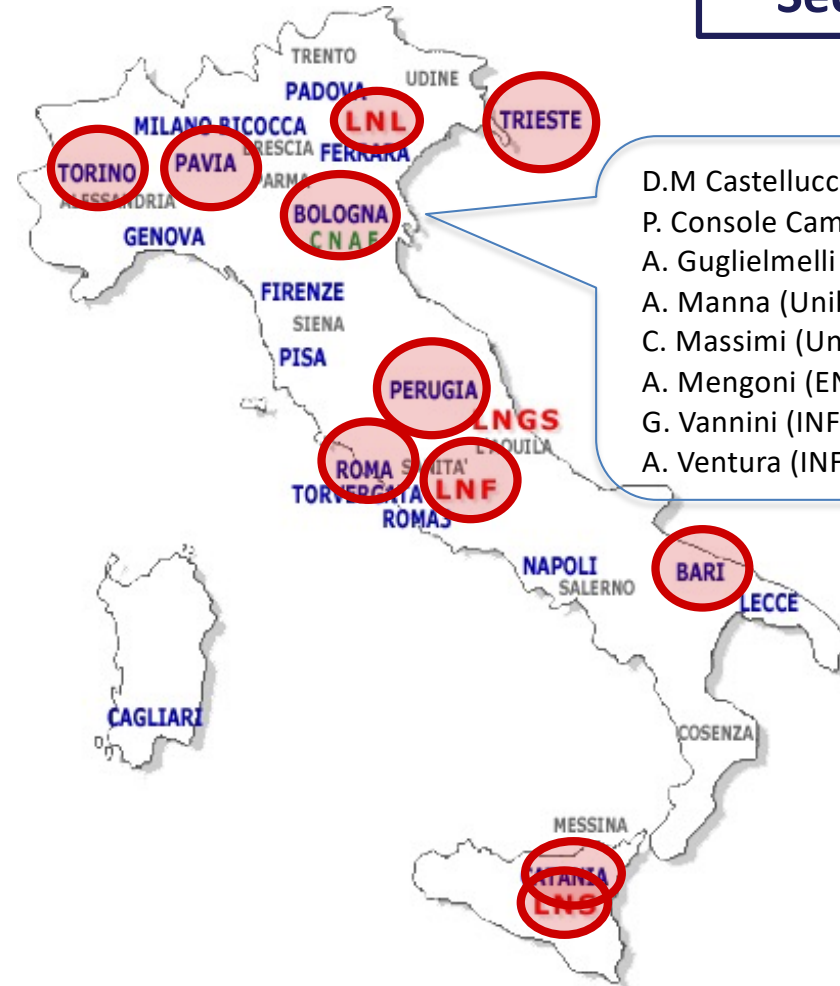 TRENTO
UDINE
PADOVA
LNL
TRIESTE
MILANO BICOCCA
BRESCIA FERRARA
PAVIA
TORINO
PARMA
ALESSANDRIA
BOLOGNA
CNAF
GENOVA
FIRENZE
SIENA
PISA
PERUGIA
LNGS
L'AQUILA
ROMA SANITA'
LNF
TORVERGATA
ROMA3
NAPOLI
SALERNO
BARI
LECCE
CAGLIARI
COSENZA
MESSINA
CATANIA
LNS
D.M Castellucc
P. Console Cam
A. Guglielmelli
A. Manna (Unil
C. Massimi (Un
A. Mengoni (EN
G. Vannini (INF
A. Ventura (INF